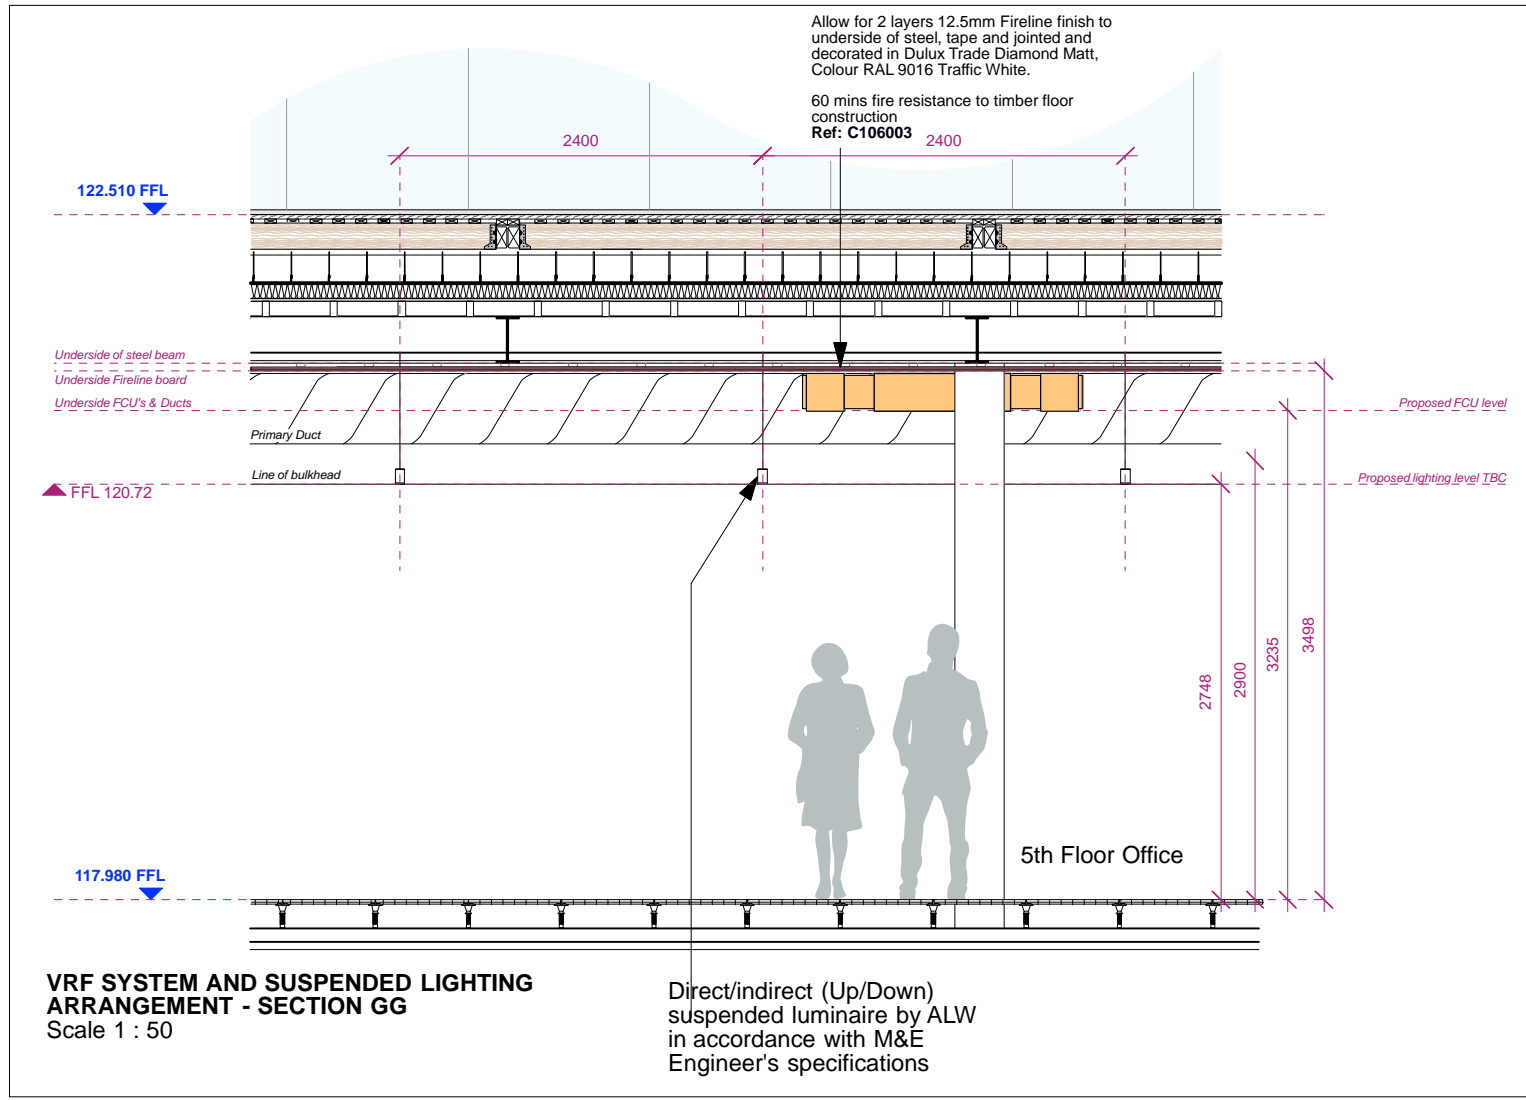 Allow for 2 layers 12.5mm Fireline finish to
underside of steel, tape and jointed and
decorated in Dulux Trade Diamond Matt,
Colour RAL 9016 Traffic White.
60 mins fire resistance to timber floor
construction
Ref: C106003
2400
2400
122.510 FFL
Underside of steel beam
Underside Fireline board
Underside FCU's & Ducts
Proposed FCU level
Primary Duct
Line of bulkhead
Proposed lighting level TBC
FFL 120.72
2748
2900
3235
3498
5th Floor Office
117.980 FFL
VRF SYSTEM AND SUSPENDED LIGHTING
ARRANGEMENT - SECTION GG
Scale 1 : 50
Direct/indirect (Up/Down)
suspended luminaire by ALW
in accordance with M&E
Engineer's specifications